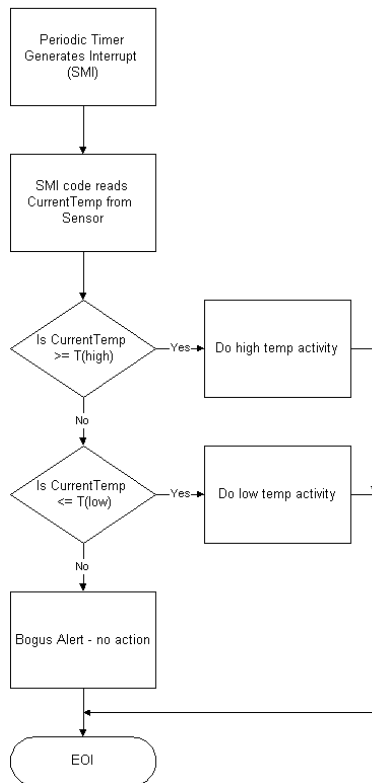 Periodic Timer
Generates Interrupt
(SMI)
SMI code reads
CurrentTemp from
Sensor
Is CurrentTemp
>= T(high)
Yes
Do high temp activity
No
Is CurrentTemp
<= T(low)
Yes
Do low temp activity
No
Bogus Alert - no action
EOI